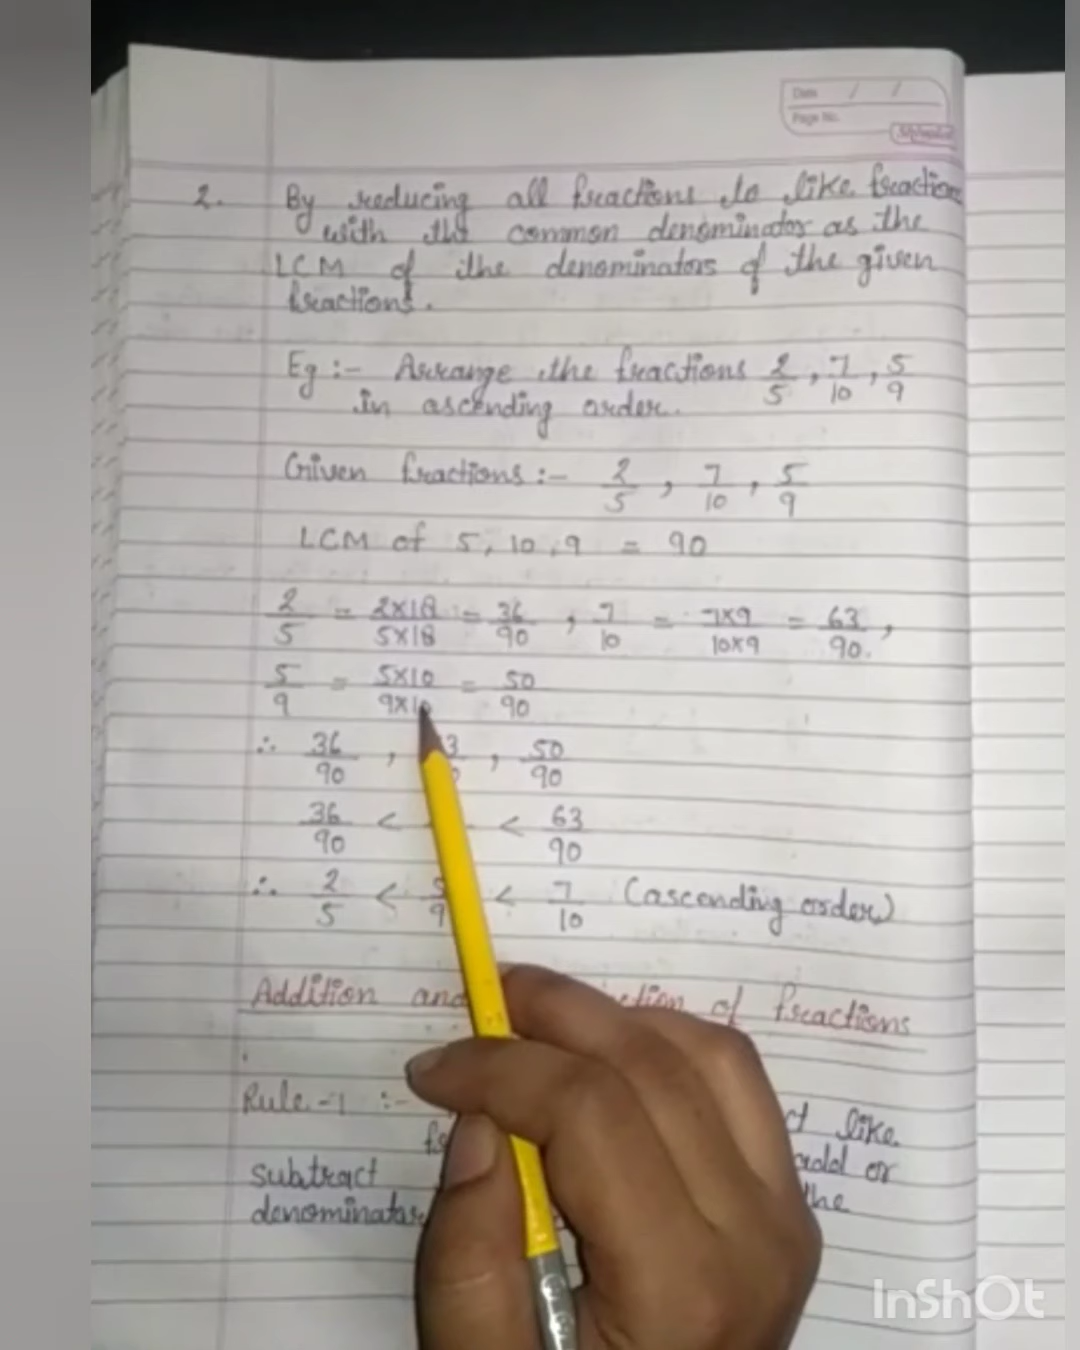 Date / /
Page No.
2. By reducing all fractions to like fraction
with the common denominator as the
LCM of the denominators of the given
fractions.
Eg :- Arrange the fractions 2/5 , 7/10 , 5/9
in ascending order.
Given fractions :- 2/5 , 7/10 , 5/9
LCM of 5, 10, 9 = 90
2/5 = 2×18/5×18 = 36/90 , 7/10 = 7×9/10×9 = 63/90 ,
5/9 = 5×10/9×10 = 50/90
∴ 36/90 , 3 , 50/90
36/90 < < 63/90
∴ 2/5 < 5/9 < 7/10 (ascending order)
Addition and of fractions
Rule-1 :- like
subtract add or
denominator the
InShOt